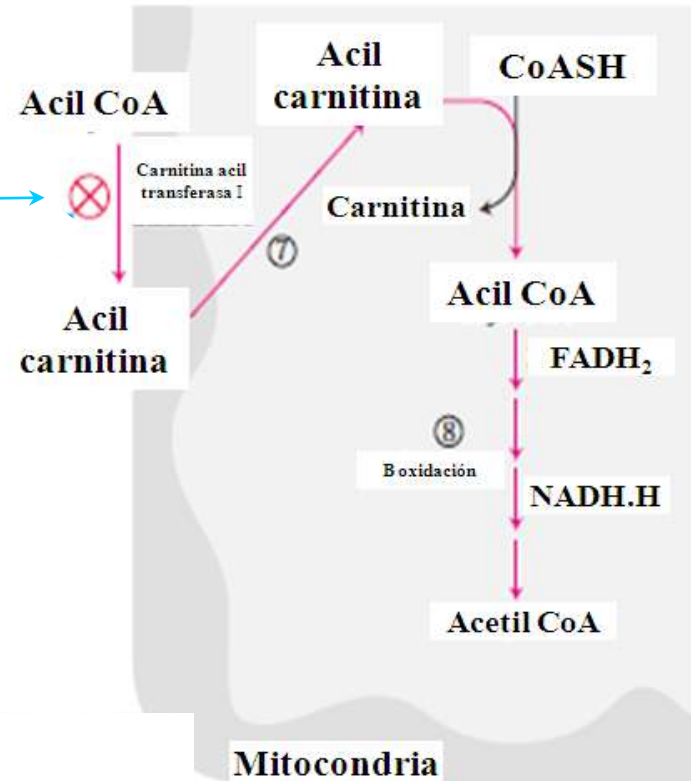 Acil CoA
Carnitina acil
transferasa I
Acil
carnitina
Acil
carnitina
CoASH
Carnitina
⑦
Acil CoA
FADH₂
⑧
B oxidación
NADH.H
Acetil CoA
Mitocondria